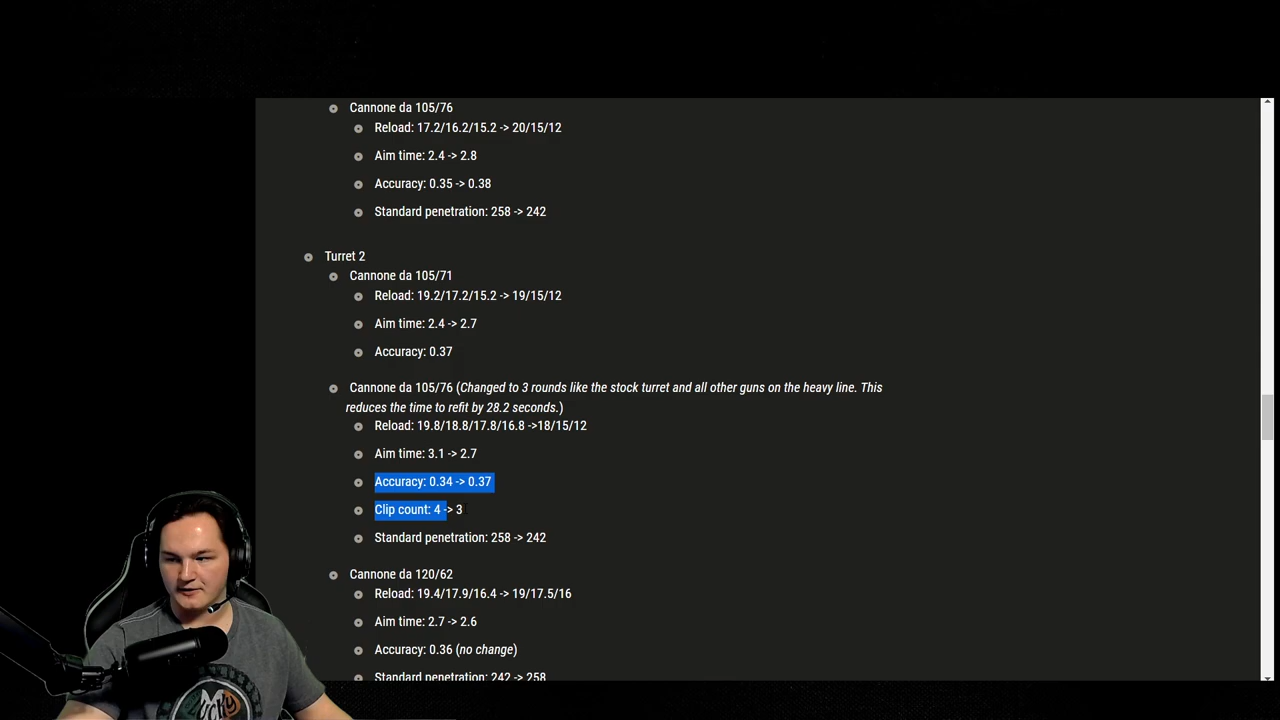 Cannone da 105/76
Reload: 17.2/16.2/15.2 -> 20/15/12
Aim time: 2.4 -> 2.8
Accuracy: 0.35 -> 0.38
Standard penetration: 258 -> 242
Turret 2
Cannone da 105/71
Reload: 19.2/17.2/15.2 -> 19/15/12
Aim time: 2.4 -> 2.7
Accuracy: 0.37
Cannone da 105/76 (Changed to 3 rounds like the stock turret and all other guns on the heavy line. This
reduces the time to refit by 28.2 seconds.)
Reload: 19.8/18.8/17.8/16.8 ->18/15/12
Aim time: 3.1 -> 2.7
Accuracy: 0.34 -> 0.37
Clip count: 4 -> 3
Standard penetration: 258 -> 242
Cannone da 120/62
Reload: 19.4/17.9/16.4 -> 19/17.5/16
Aim time: 2.7 -> 2.6
Accuracy: 0.36 (no change)
Standard penetration: 242 -> 258
LUCKY